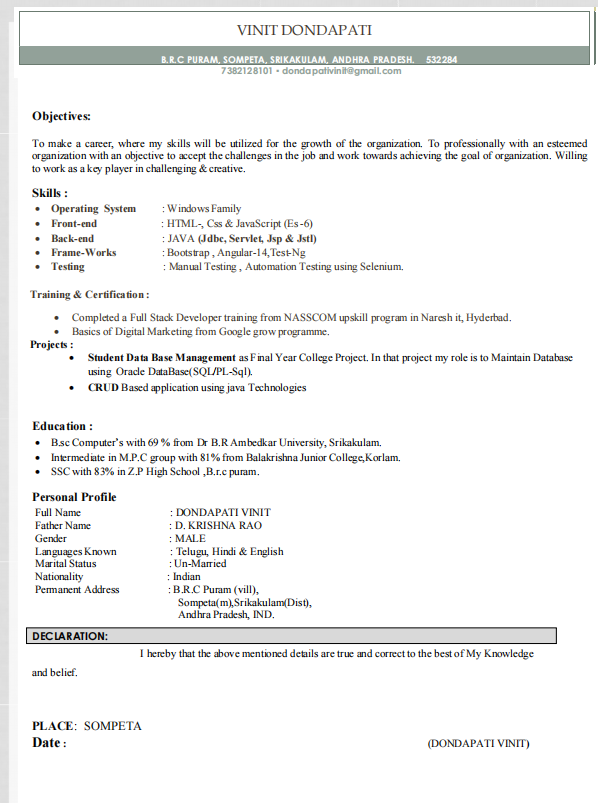 VINIT DONDAPATI
B.R.C PURAM, SOMPETA, SRIKAKULAM, ANDHRA PRADESH. 532284
7382128101 • dondapativinit@gmail.com
Objectives:
To make a career, where my skills will be utilized for the growth of the organization. To professionally with an esteemed
organization with an objective to accept the challenges in the job and work towards achieving the goal of organization. Willing
to work as a key player in challenging & creative.
Skills :
• Operating System : Windows Family
• Front-end : HTML-, Css & JavaScript (Es-6)
• Back-end : JAVA (Jdbc, Servlet, Jsp & Jstl)
• Frame-Works : Bootstrap , Angular-14,Test-Ng
• Testing : Manual Testing , Automation Testing using Selenium.
Training & Certification :
• Completed a Full Stack Developer training from NASSCOM upskill program in Naresh it, Hyderbad.
• Basics of Digital Marketing from Google grow programme.
Projects :
• Student Data Base Management as Final Year College Project. In that project my role is to Maintain Database
using Oracle DataBase(SQL/PL-Sql).
• CRUD Based application using java Technologies
Education :
• B.sc Computer's with 69 % from Dr B.R Ambedkar University, Srikakulam.
• Intermediate in M.P.C group with 81% from Balakrishna Junior College,Korlam.
• SSC with 83% in Z.P High School ,B.r.c puram.
Personal Profile
Full Name : DONDAPATI VINIT
Father Name : D. KRISHNA RAO
Gender : MALE
Languages Known : Telugu, Hindi & English
Marital Status : Un-Married
Nationality : Indian
Permanent Address : B.R.C Puram (vill),
Sompeta(m),Srikakulam(Dist),
Andhra Pradesh, IND.
DECLARATION:
I hereby that the above mentioned details are true and correct to the best of My Knowledge
and belief.
PLACE: SOMPETA
Date : (DONDAPATI VINIT)